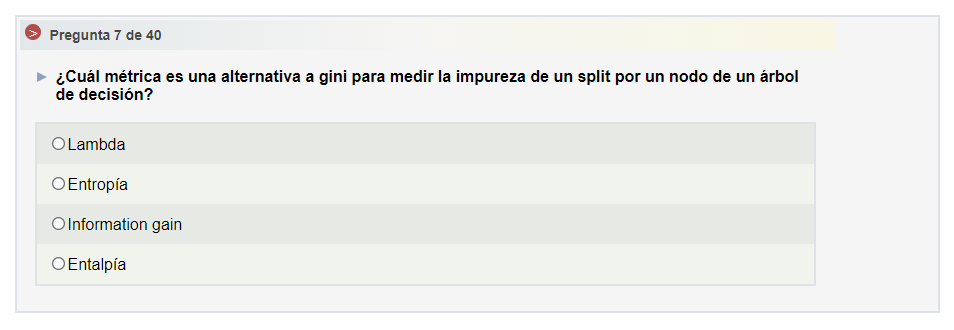 > Pregunta 7 de 40
¿Cuál métrica es una alternativa a gini para medir la impureza de un split por un nodo de un árbol
de decisión?
Lambda
Entropía
Information gain
Entalpía